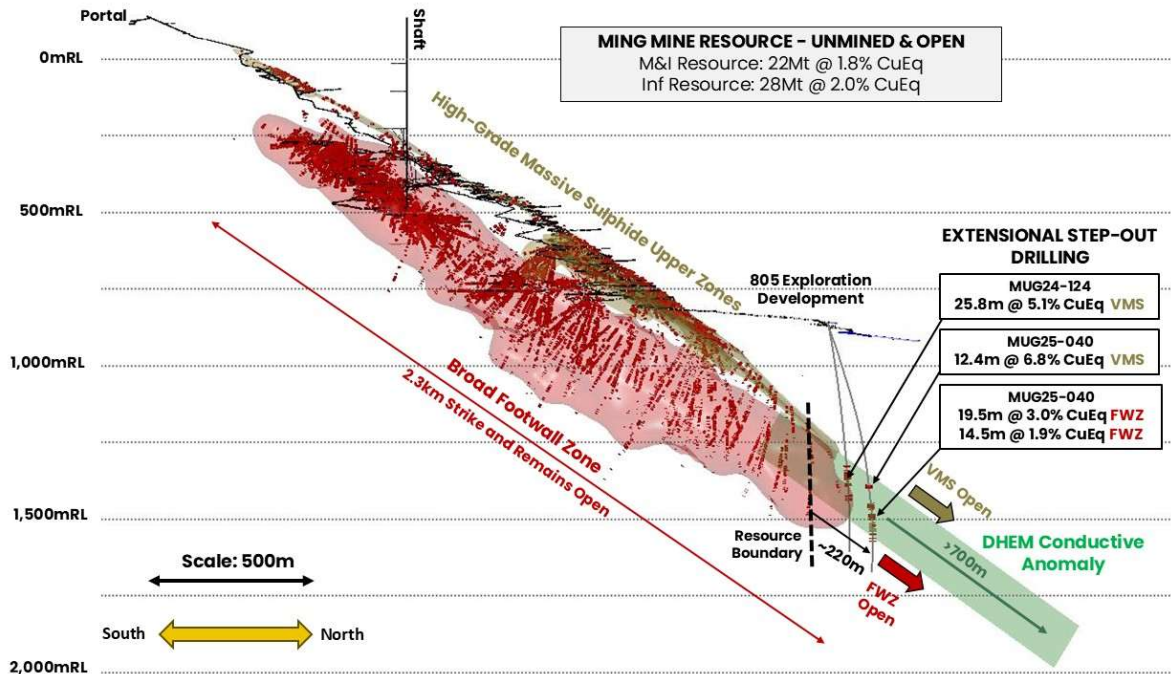 Portal
Shaft
MING MINE RESOURCE - UNMINED & OPEN
M&I Resource: 22Mt @ 1.8% CuEq
Inf Resource: 28Mt @ 2.0% CuEq
0mRL
High-Grade Massive Sulphide Upper Zones
500mRL
EXTENSIONAL STEP-OUT
DRILLING
805 Exploration
Development
MUG24-124
25.8m @ 5.1% CuEq VMS
MUG25-040
12.4m @ 6.8% CuEq VMS
MUG25-040
19.5m @ 3.0% CuEq FWZ
14.5m @ 1.9% CuEq FWZ
1,000mRL
Broad Footwall Zone
2.3km Strike and Remains Open
VMS Open
1,500mRL
Resource
Boundary
~220m
FWZ
Open
>700m
DHEM Conductive
Anomaly
Scale: 500m
South
North
2,000mRL